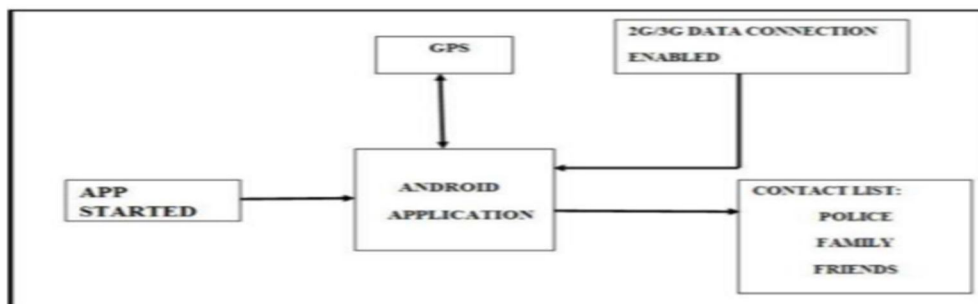 GPS
2G/3G DATA CONNECTION
ENABLED
APP
STARTED
ANDROID
APPLICATION
CONTACT LIST:
POLICE
FAMILY
FRIENDS